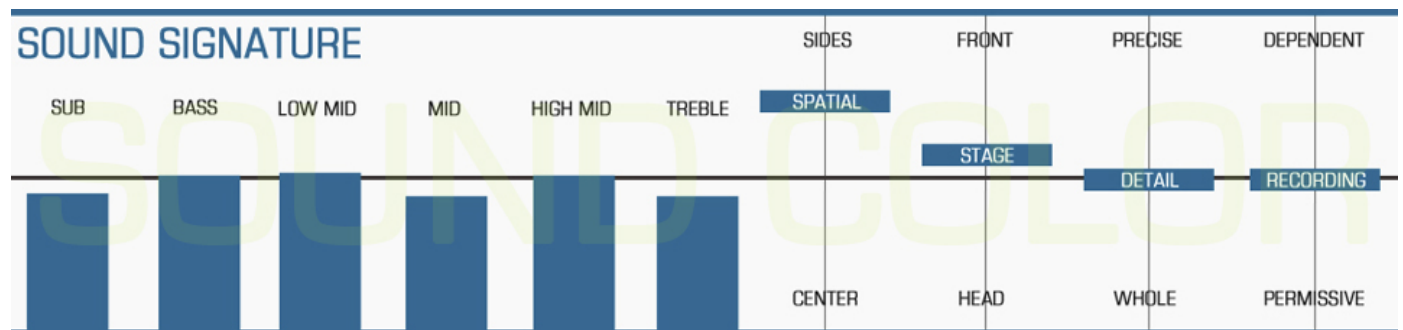 SOUND SIGNATURE
SIDES FRONT PRECISE DEPENDENT
SUB BASS LOW MID MID HIGH MID TREBLE SPATIAL
STAGE
DETAIL RECORDING
SOUND COLOR
CENTER HEAD WHOLE PERMISSIVE